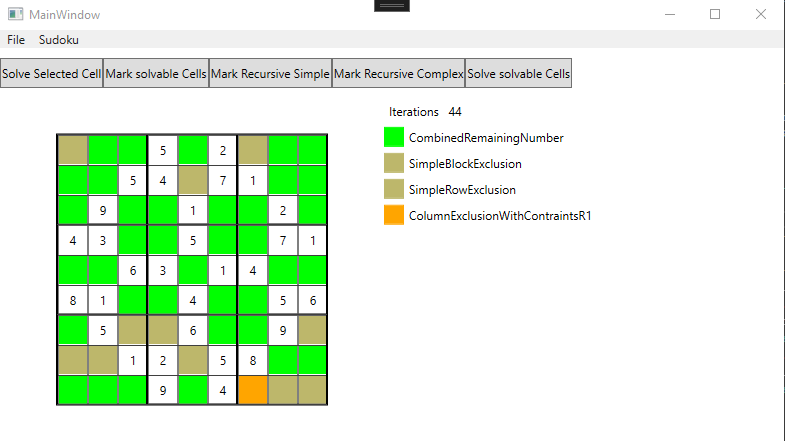 MainWindow
File Sudoku
Solve Selected Cell Mark solvable Cells Mark Recursive Simple Mark Recursive Complex Solve solvable Cells
Iterations 44
CombinedRemainingNumber
SimpleBlockExclusion
SimpleRowExclusion
ColumnExclusionWithContraintsR1
5 2
5 4 7 1
9 1 2
4 3 5 7 1
6 3 1 4
8 1 4 5 6
5 6 9
1 2 5 8
9 4